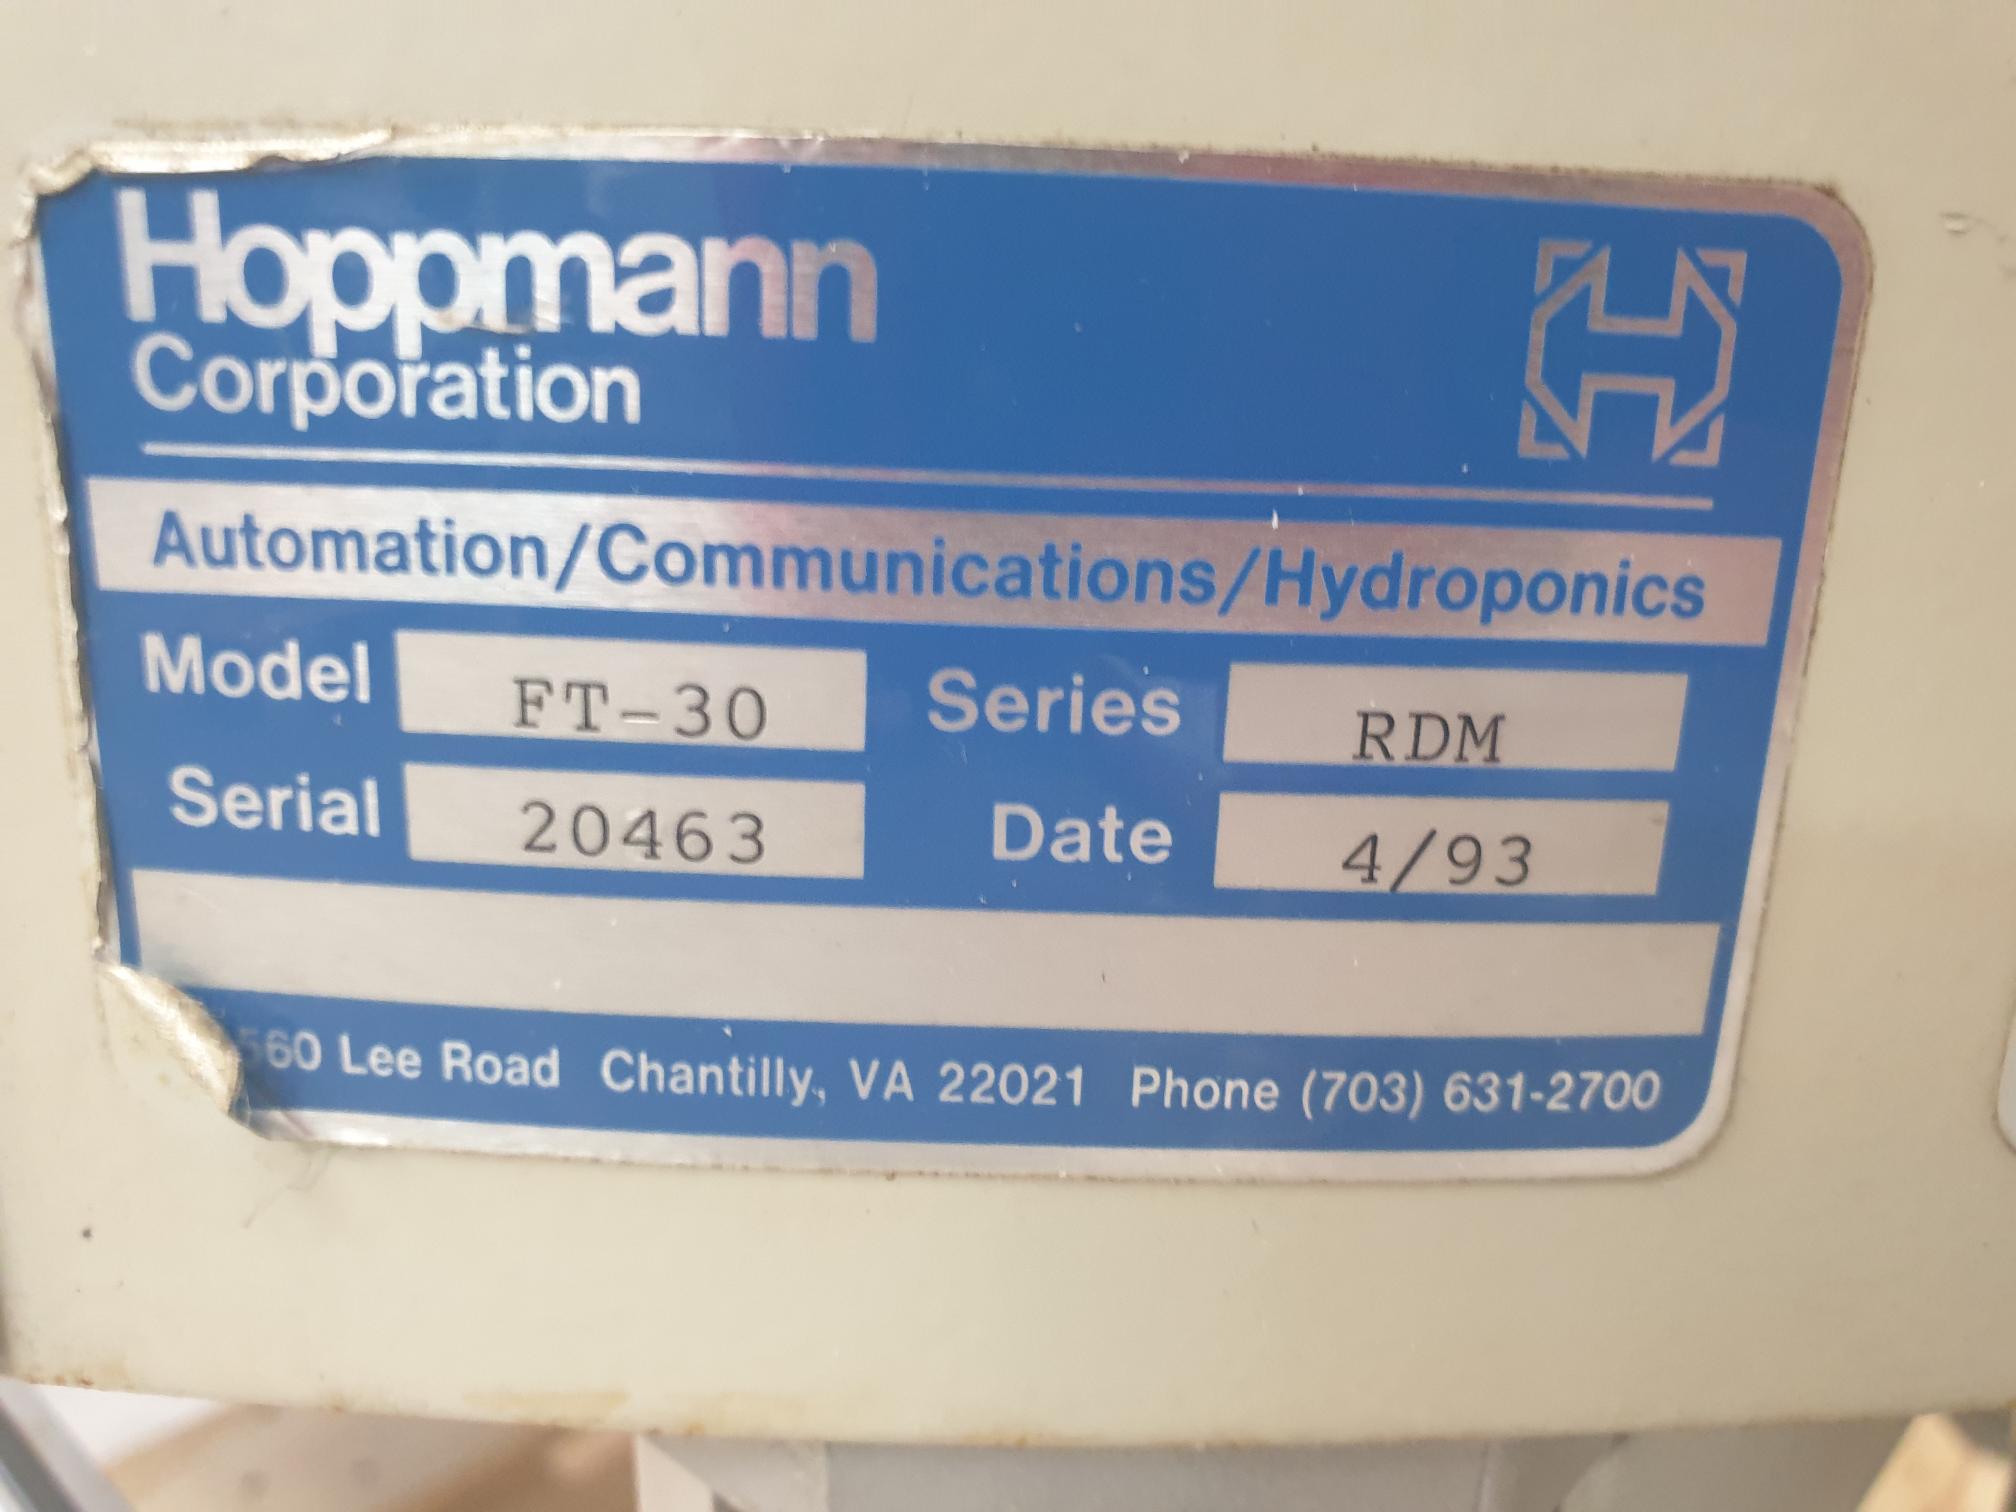 Hoppmann
Corporation
Automation/Communications/Hydroponics
Model FT-30 Series RDM
Serial 20463 Date 4/93
560 Lee Road Chantilly, VA 22021 Phone (703) 631-2700